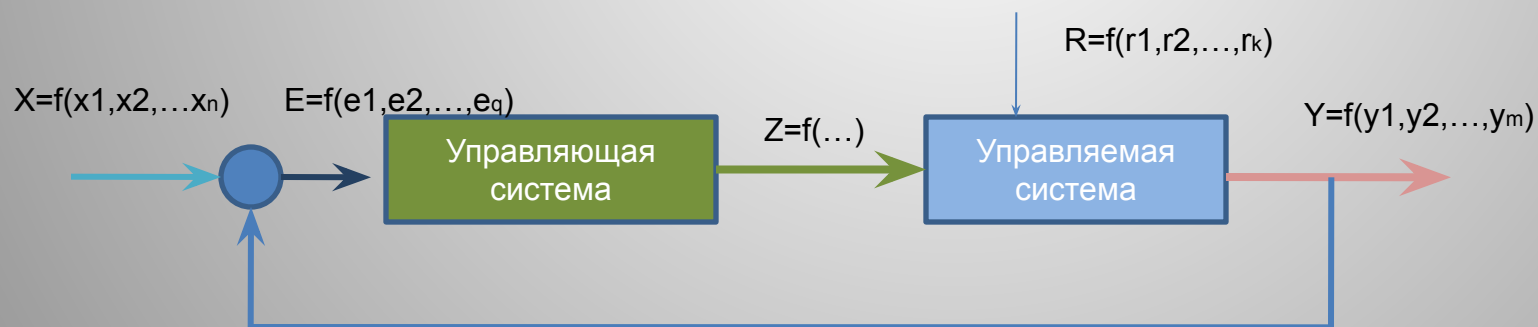 R=f(r1,r2,…,rk)
X=f(x1,x2,…xn)
E=f(e1,e2,…,eq)
Y=f(y1,y2,…,ym)
Управляющая
система
Z=f(…)
Управляемая
система